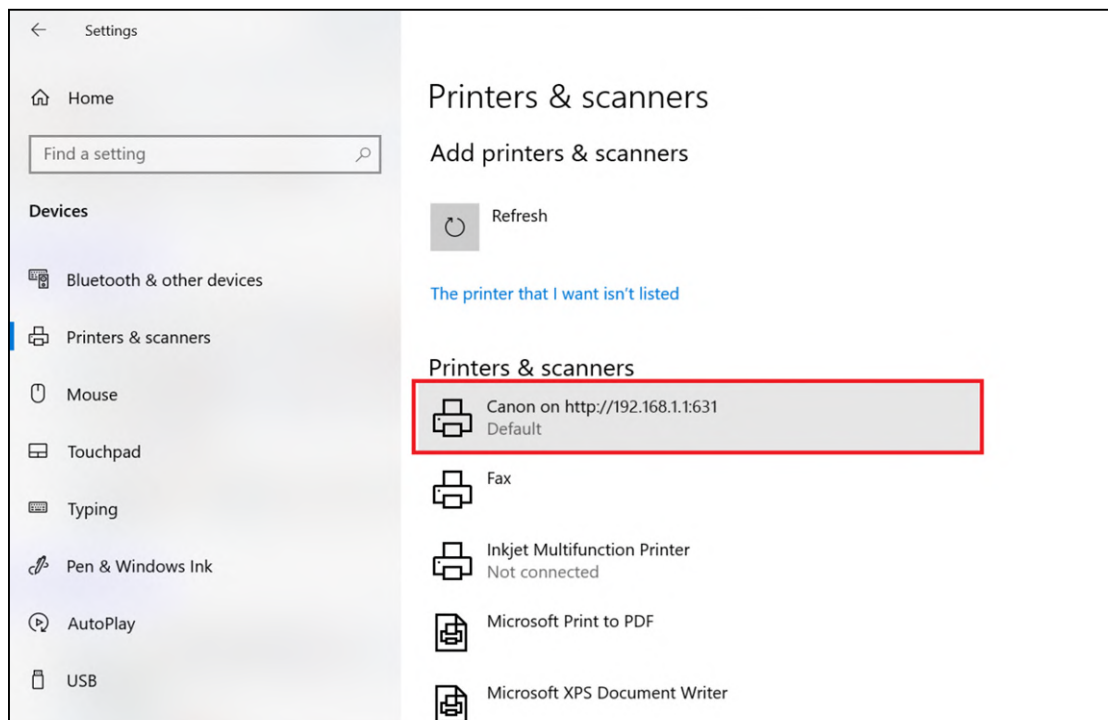 Settings
Home
Find a setting
Devices
Bluetooth & other devices
Printers & scanners
Mouse
Touchpad
Typing
Pen & Windows Ink
AutoPlay
USB
Printers & scanners
Add printers & scanners
Refresh
The printer that I want isn't listed
Printers & scanners
Canon on http://192.168.1.1:631
Default
Fax
Inkjet Multifunction Printer
Not connected
Microsoft Print to PDF
Microsoft XPS Document Writer